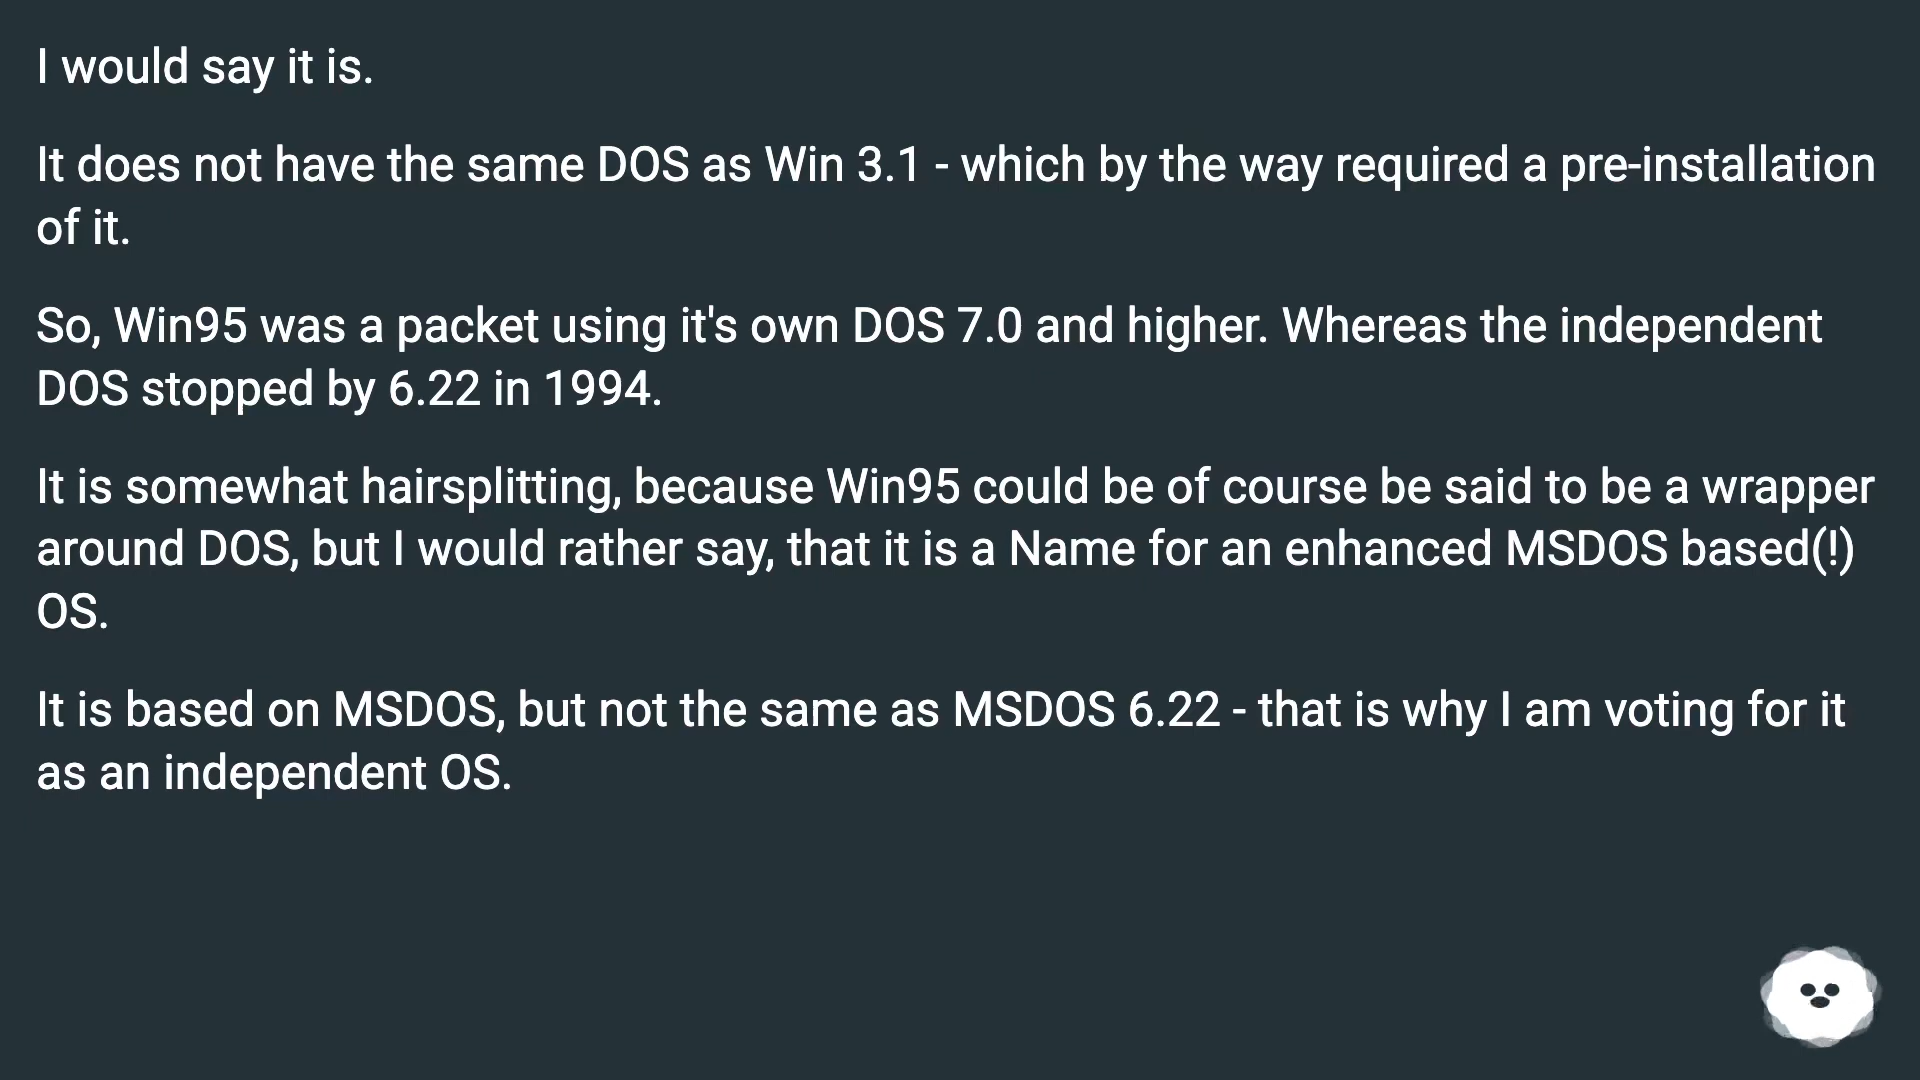 I would say it is.
It does not have the same DOS as Win 3.1 - which by the way required a pre-installation
of it.
So, Win95 was a packet using it's own DOS 7.0 and higher. Whereas the independent
DOS stopped by 6.22 in 1994.
It is somewhat hairsplitting, because Win95 could be of course be said to be a wrapper
around DOS, but I would rather say, that it is a Name for an enhanced MSDOS based(!)
OS.
It is based on MSDOS, but not the same as MSDOS 6.22 - that is why I am voting for it
as an independent OS.